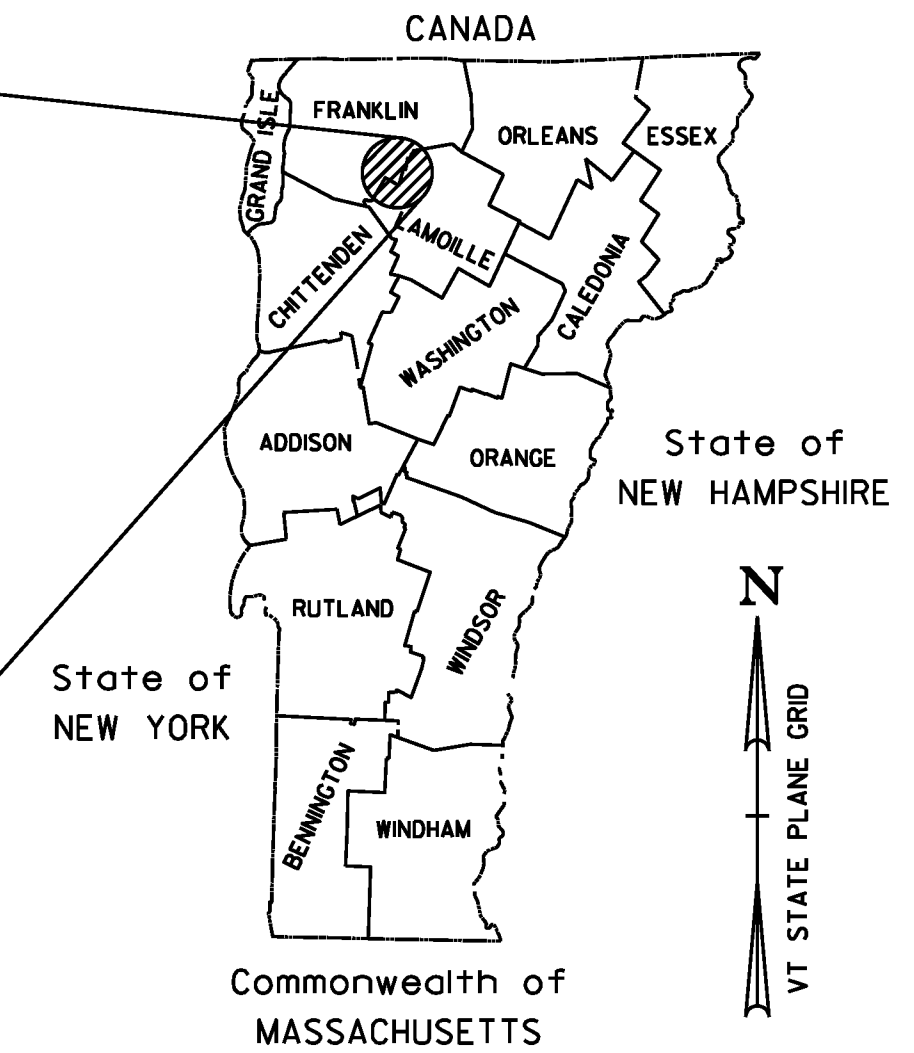 CANADA
FRANKLIN
GRAND ISLE
ORLEANS
ESSEX
LAMOILLE
CHITTENDEN
CALEDONIA
WASHINGTON
ADDISON
ORANGE
State of
NEW HAMPSHIRE
N
RUTLAND
WINDSOR
State of
NEW YORK
VT STATE PLANE GRID
BENNINGTON
WINDHAM
Commonwealth of
MASSACHUSETTS